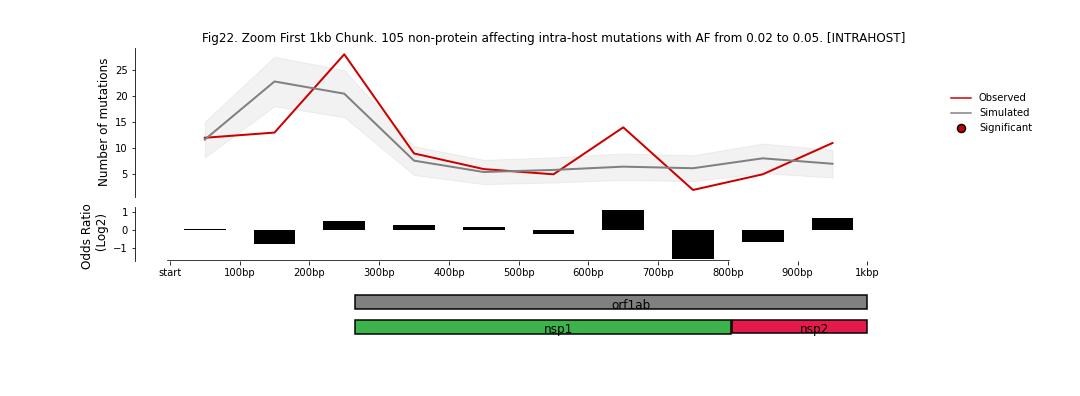 Fig22. Zoom First 1kb Chunk. 105 non-protein affecting intra-host mutations with AF from 0.02 to 0.05. [INTRAHOST]
Number of mutations
25
20
15
10
5
Observed
Simulated
Significant
Odds Ratio
(Log2)
1
0
−1
start 100bp 200bp 300bp 400bp 500bp 600bp 700bp 800bp 900bp 1kbp
orf1ab
nsp1 nsp2